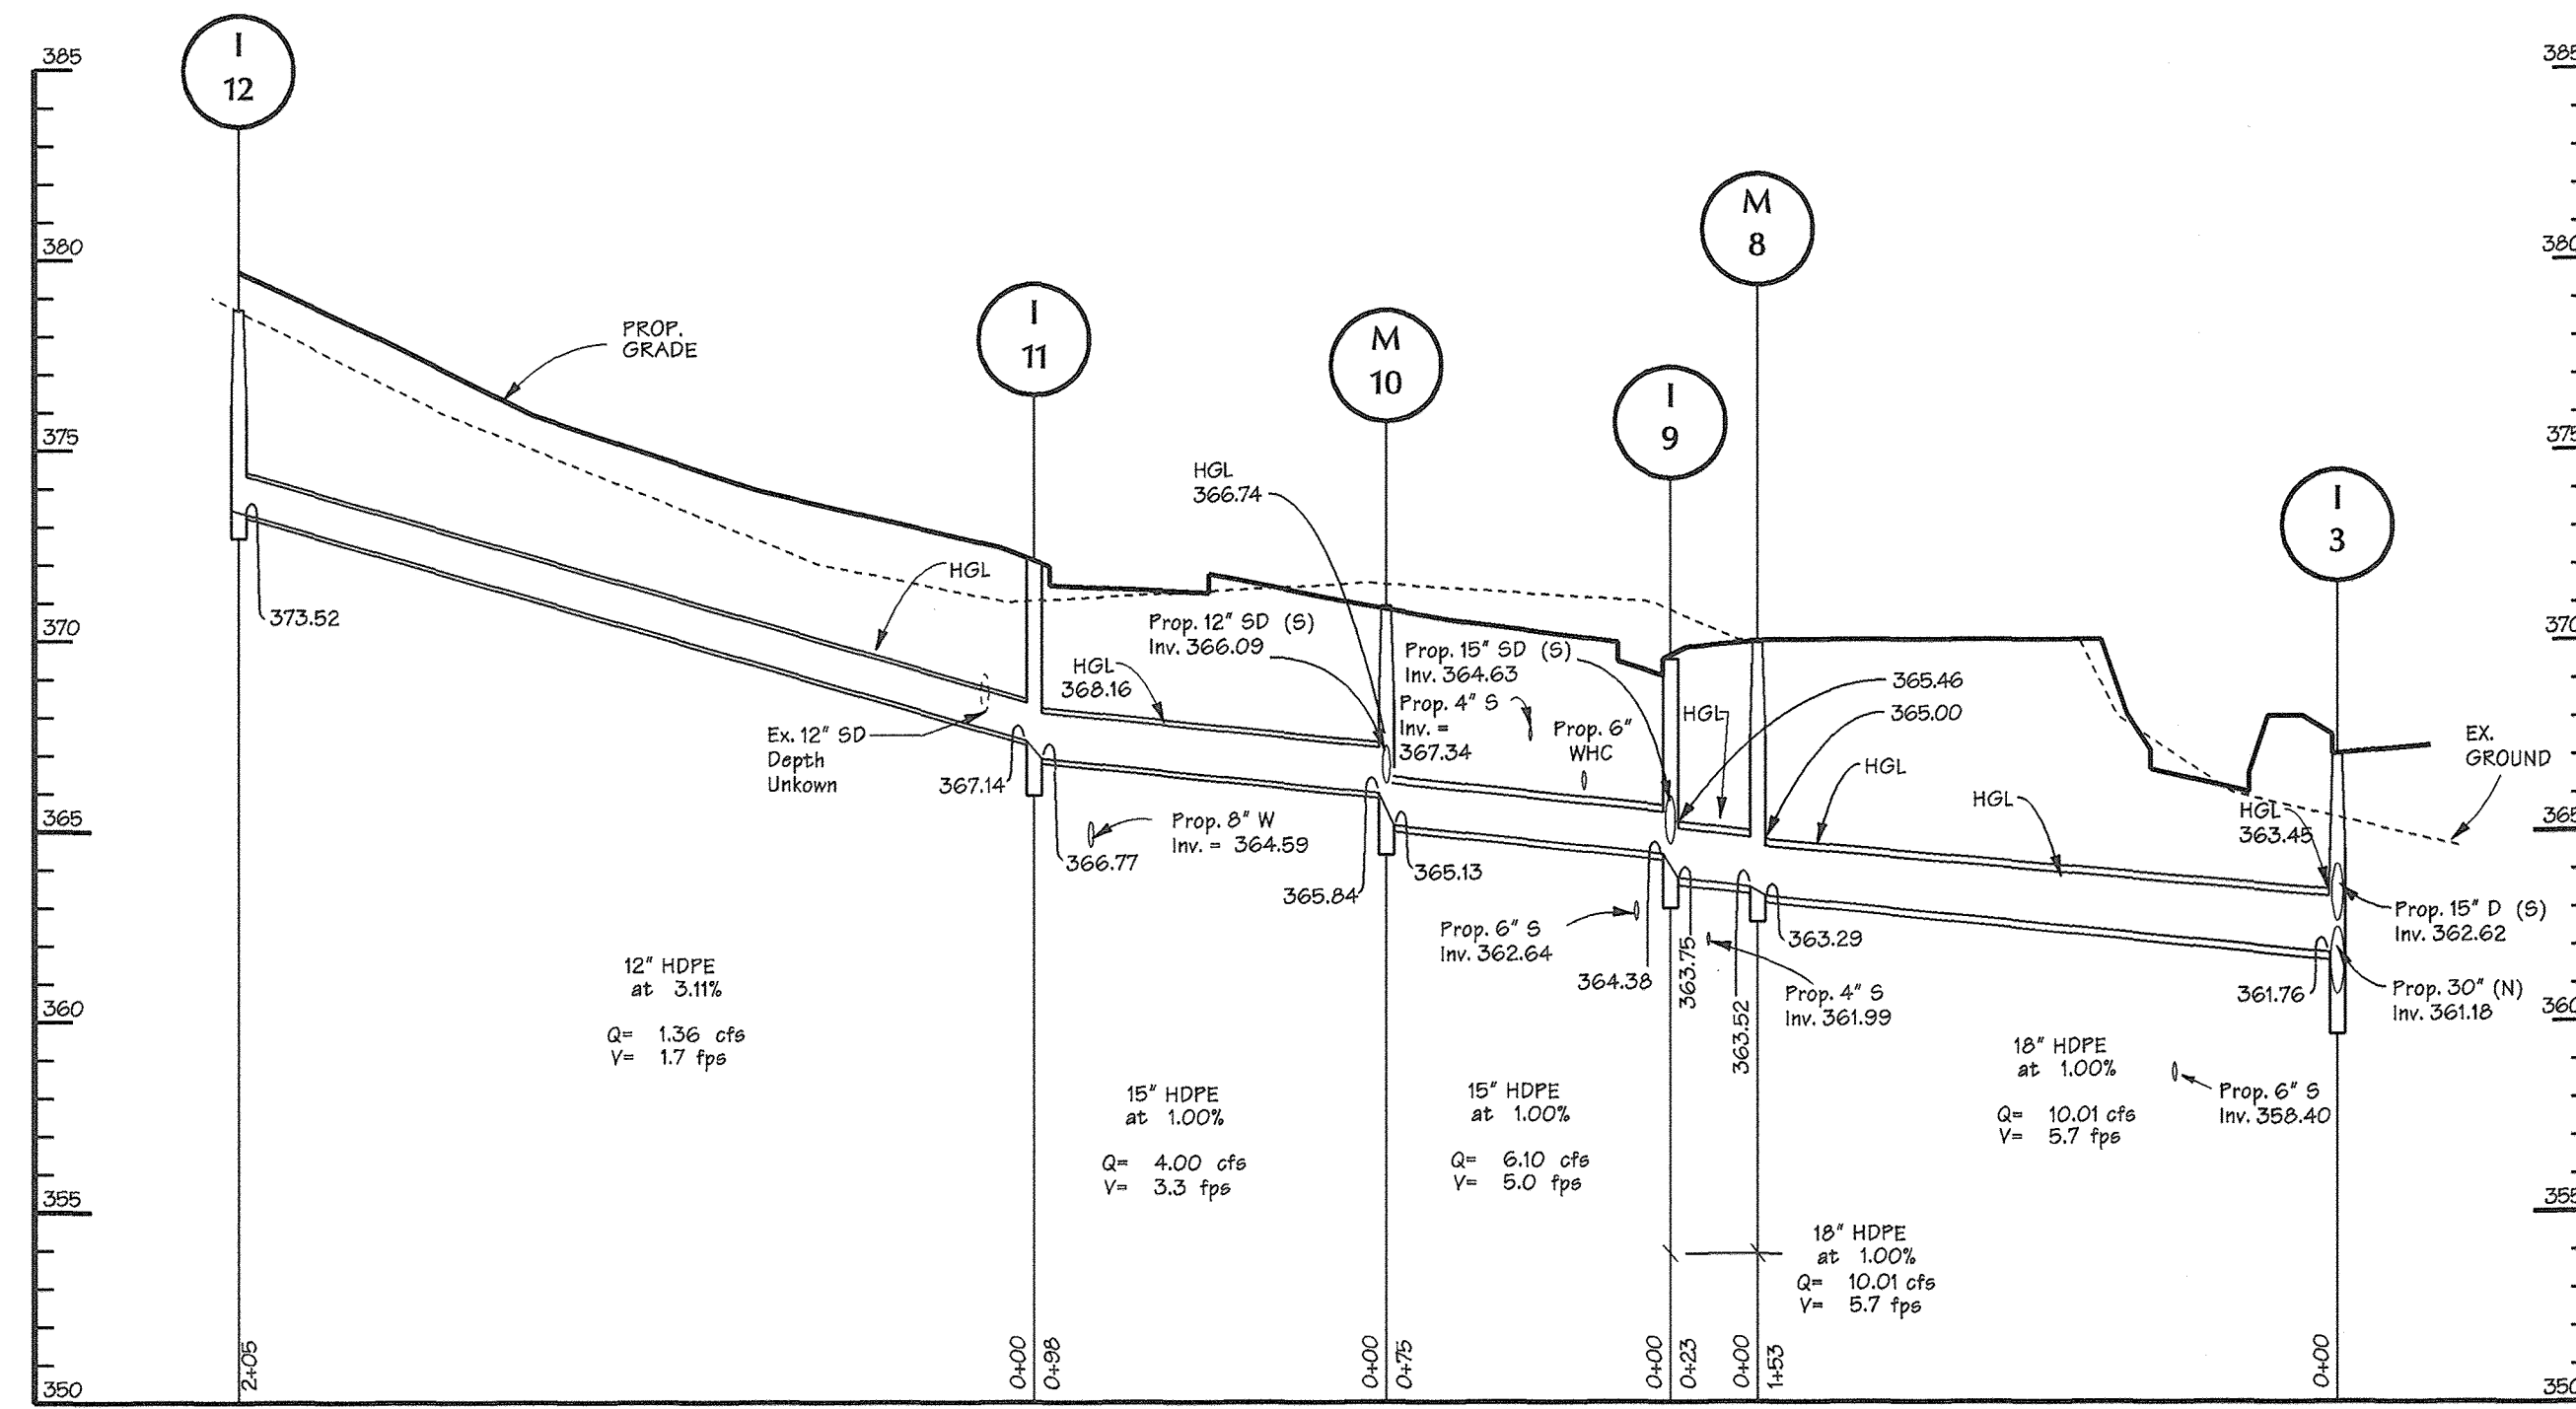 I
12
I
11
M
10
I
9
M
8
I
3
385
380
375
370
365
360
355
350
PROP.
GRADE
HGL
373.52
Ex. 12" SD
Depth
Unkown
367.14
366.77
HGL
368.16
Prop. 8" W
Inv. = 364.59
HGL
366.74
Prop. 12" SD (S)
Inv. 366.09
365.84
365.13
Prop. 15" SD (S)
Inv. 364.63
Prop. 4" S
Inv. =
367.34
Prop. 6"
WHC
Prop. 6" S
Inv. 362.64
364.38
363.75
363.52
HGL
365.46
365.00
HGL
363.29
Prop. 4" S
Inv. 361.99
HGL
HGL
363.45
EX.
GROUND
Prop. 15" D (S)
Inv. 362.62
Prop. 30" (N)
Inv. 361.18
361.76
Prop. 6" S
Inv. 358.40
12" HDPE
at 3.11%
Q= 1.36 cfs
V= 1.7 fps
15" HDPE
at 1.00%
Q= 4.00 cfs
V= 3.3 fps
15" HDPE
at 1.00%
Q= 6.10 cfs
V= 5.0 fps
18" HDPE
at 1.00%
Q= 10.01 cfs
V= 5.7 fps
18" HDPE
at 1.00%
Q= 10.01 cfs
V= 5.7 fps
2+05
0+00
0+98
0+00
0+75
0+00
0+23
0+00
1+53
0+00